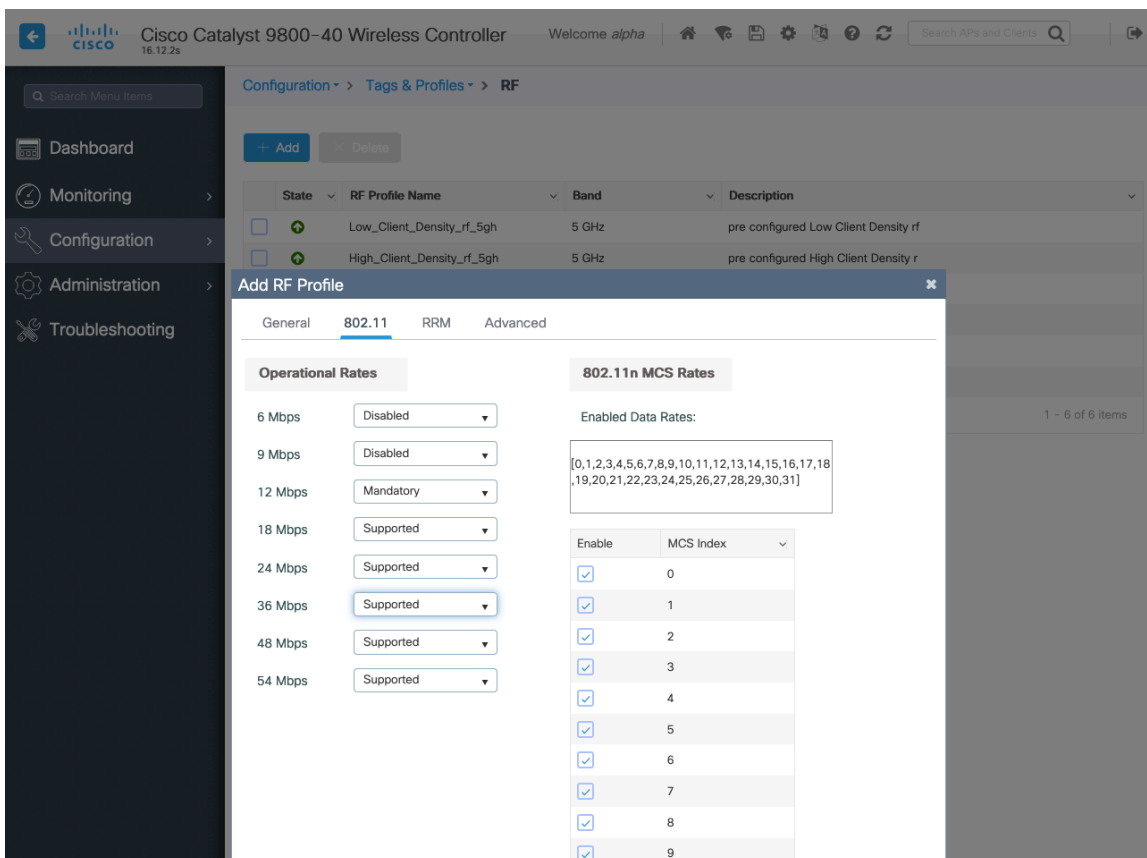 CISCO
Cisco Catalyst 9800-40 Wireless Controller
16.12.2s
Welcome alpha
Search APs and Clients
Search Menu Items
Dashboard
Monitoring
Configuration
Administration
Troubleshooting
Configuration > Tags & Profiles > RF
+ Add
× Delete
State RF Profile Name Band Description
Low_Client_Density_rf_5gh 5 GHz pre configured Low Client Density rf
High_Client_Density_rf_5gh 5 GHz pre configured High Client Density r
1 - 6 of 6 items
Add RF Profile
General 802.11 RRM Advanced
Operational Rates
6 Mbps Disabled
9 Mbps Disabled
12 Mbps Mandatory
18 Mbps Supported
24 Mbps Supported
36 Mbps Supported
48 Mbps Supported
54 Mbps Supported
802.11n MCS Rates
Enabled Data Rates:
[0,1,2,3,4,5,6,7,8,9,10,11,12,13,14,15,16,17,18
,19,20,21,22,23,24,25,26,27,28,29,30,31]
Enable MCS Index
0
1
2
3
4
5
6
7
8
9